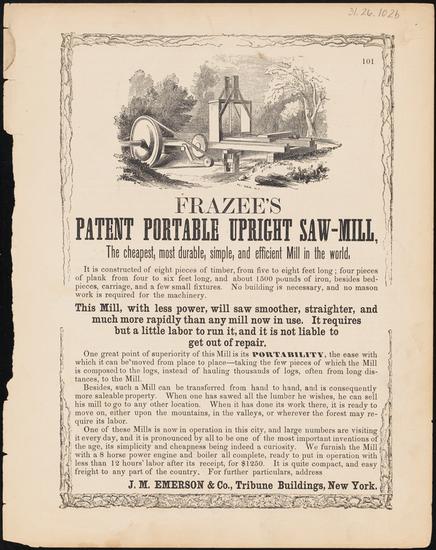 31.26.102b
101
FRAZEE'S
PATENT PORTABLE UPRIGHT SAW-MILL,
The cheapest, most durable, simple, and efficient Mill in the world.
It is constructed of eight pieces of timber, from five to eight feet long; four pieces
of plank from four to six feet long, and about 1500 pounds of iron, besides bed-
pieces, carriage, and a few small fixtures. No building is necessary, and no mason
work is required for the machinery.
This Mill, with less power, will saw smoother, straighter, and
much more rapidly than any mill now in use. It requires
but a little labor to run it, and it is not liable to
get out of repair.
One great point of superiority of this Mill is its PORTABILITY, the ease with
which it can be moved from place to place—taking the few pieces of which the Mill
is composed to the logs, instead of hauling thousands of logs, often from long dis-
tances, to the Mill.
Besides, such a Mill can be transferred from hand to hand, and is consequently
more saleable property. When one has sawed all the lumber he wishes, he can sell
his mill to go to any other location. When it has done its work there, it is ready to
move on, either upon the mountains, in the valleys, or wherever the forest may re-
quire its labor.
One of these Mills is now in operation in this city, and large numbers are visiting
it every day, and it is pronounced by all to be one of the most important inventions of
the age, its simplicity and cheapness being indeed a curiosity. We furnish the Mill
with a 8 horse power engine and boiler all complete, ready to put in operation with
less than 12 hours' labor after its receipt, for $1250. It is quite compact, and easy
freight to any part of the country. For further particulars, address
J. M. EMERSON & Co., Tribune Buildings, New York.